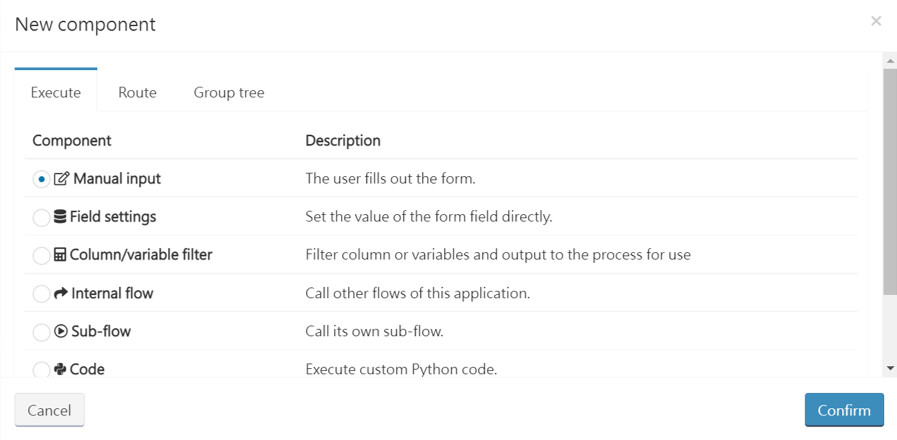 New component
×
Execute Route Group tree
Component Description
Manual input The user fills out the form.
Field settings Set the value of the form field directly.
Column/variable filter Filter column or variables and output to the process for use
Internal flow Call other flows of this application.
Sub-flow Call its own sub-flow.
Code Execute custom Python code.
Cancel Confirm